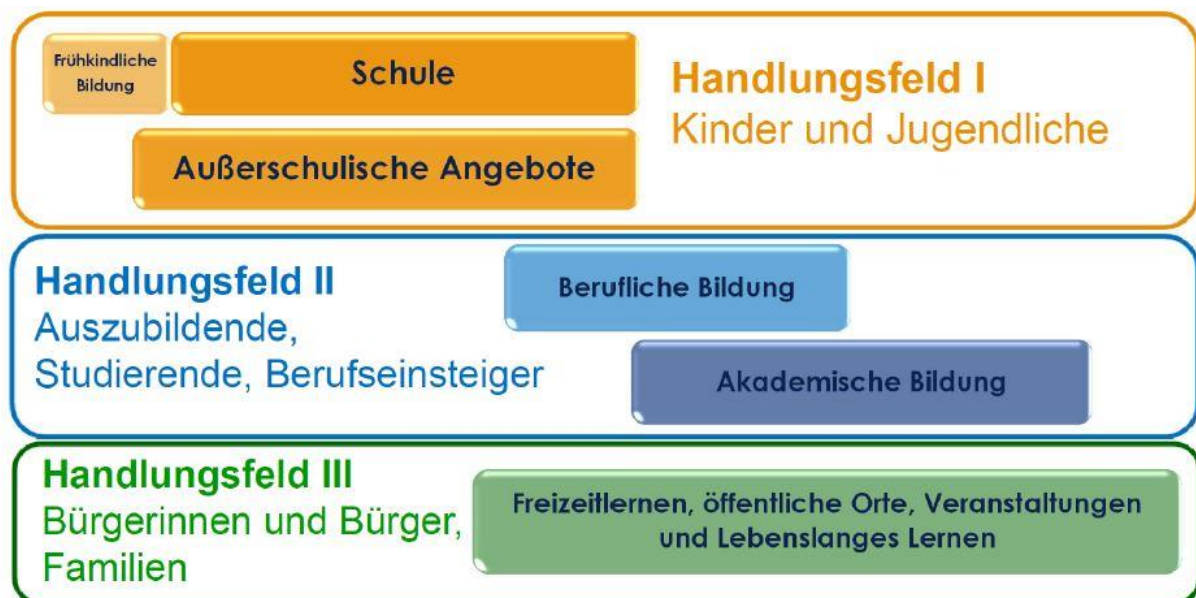 Frühkindliche
Bildung
Schule
Außerschulische Angebote
Handlungsfeld I
Kinder und Jugendliche
Handlungsfeld II
Auszubildende,
Studierende, Berufseinsteiger
Berufliche Bildung
Akademische Bildung
Handlungsfeld III
Bürgerinnen und Bürger,
Familien
Freizeitlernen, öffentliche Orte, Veranstaltungen
und Lebenslanges Lernen